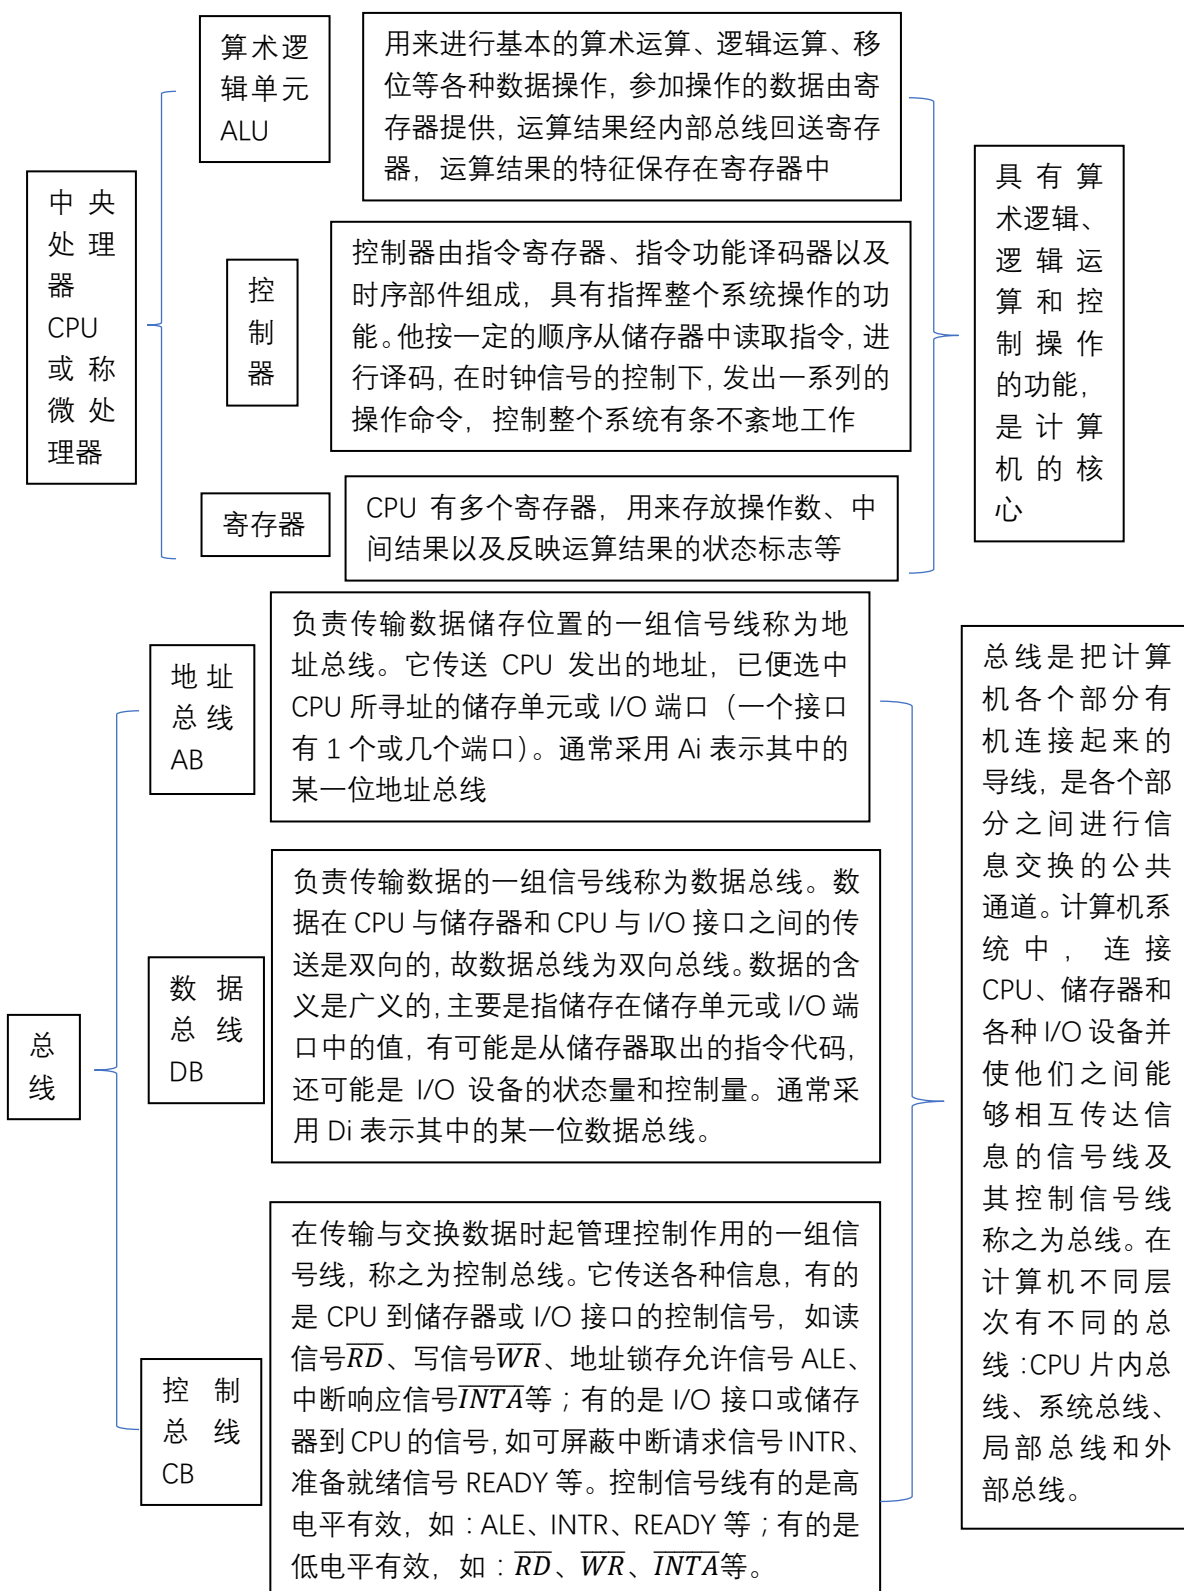 算术逻
辑单元
ALU
用来进行基本的算术运算、逻辑运算、移
位等各种数据操作，参加操作的数据由寄
存器提供，运算结果经内部总线回送寄存
器，运算结果的特征保存在寄存器中
中央
处理
器
CPU
或称
微处
理器
控
制
器
控制器由指令寄存器、指令功能译码器以及
时序部件组成，具有指挥整个系统操作的功
能。他按一定的顺序从储存器中读取指令，进
行译码，在时钟信号的控制下，发出一系列的
操作命令，控制整个系统有条不紊地工作
寄存器
CPU 有多个寄存器，用来存放操作数、中
间结果以及反映运算结果的状态标志等
具有算
术逻辑、
逻辑运
算和控
制操作
的功能，
是计算
机的核
心
总
线
地址
总线
AB
负责传输数据储存位置的一组信号线称为地
址总线。它传送 CPU 发出的地址，已便选中
CPU 所寻址的储存单元或 I/O 端口（一个接口
有 1 个或几个端口）。通常采用 Ai 表示其中的
某一位地址总线
数据
总线
DB
负责传输数据的一组信号线称为数据总线。数
据在 CPU 与储存器和 CPU 与 I/O 接口之间的传
送是双向的，故数据总线为双向总线。数据的含
义是广义的，主要是指储存在储存单元或 I/O 端
口中的值，有可能是从储存器取出的指令代码，
还可能是 I/O 设备的状态量和控制量。通常采
用 Di 表示其中的某一位数据总线。
控制
总线
CB
在传输与交换数据时起管理控制作用的一组信
号线，称之为控制总线。它传送各种信息，有的
是 CPU 到储存器或 I/O 接口的控制信号，如读
信号R̅D̅、写信号W̅R̅、地址锁存允许信号 ALE、
中断响应信号I̅N̅T̅A̅等；有的是 I/O 接口或储存
器到 CPU 的信号，如可屏蔽中断请求信号 INTR、
准备就绪信号 READY 等。控制信号线有的是高
电平有效，如：ALE、INTR、READY 等；有的是
低电平有效，如：R̅D̅、W̅R̅、I̅N̅T̅A̅等。
总线是把计算
机各个部分有
机连接起来的
导线，是各个部
分之间进行信
息交换的公共
通道。计算机系
统中，连接
CPU、储存器和
各种 I/O 设备并
使他们之间能
够相互传达信
息的信号线及
其控制信号线
称之为总线。在
计算机不同层
次有不同的总
线：CPU 片内总
线、系统总线、
局部总线和外
部总线。